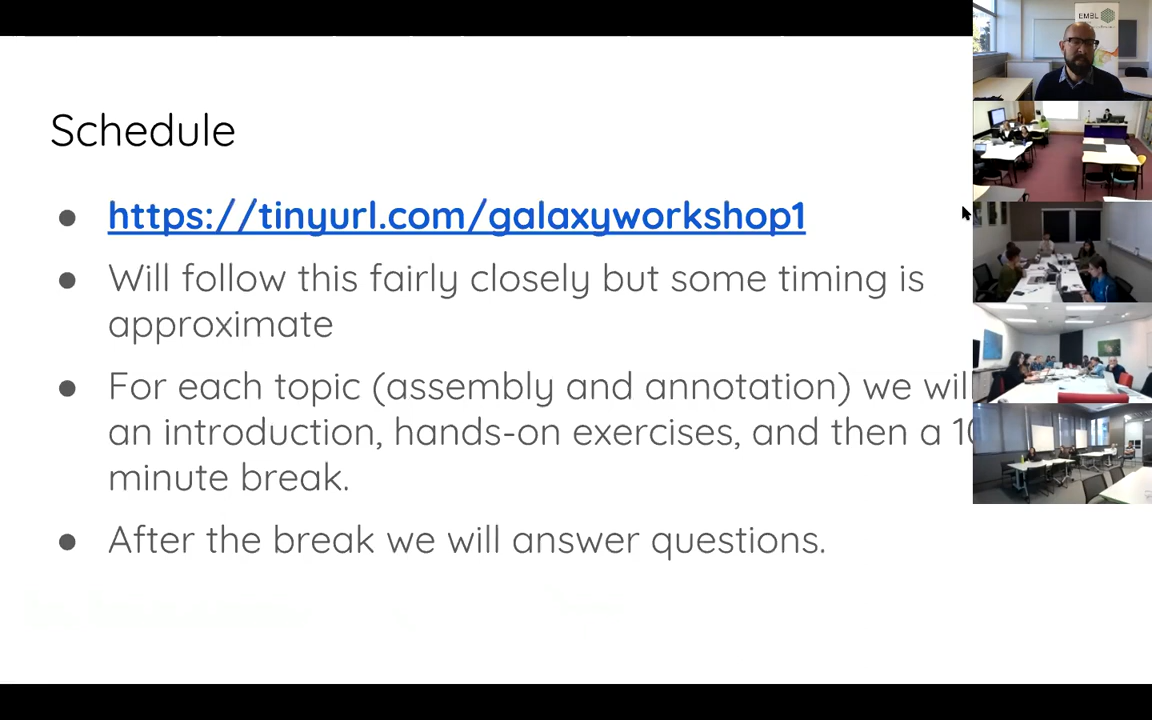 Schedule
https://tinyurl.com/galaxyworkshop1
● Will follow this fairly closely but some timing is
approximate
● For each topic (assembly and annotation) we will
an introduction, hands-on exercises, and then a 10
minute break.
● After the break we will answer questions.
EMBL